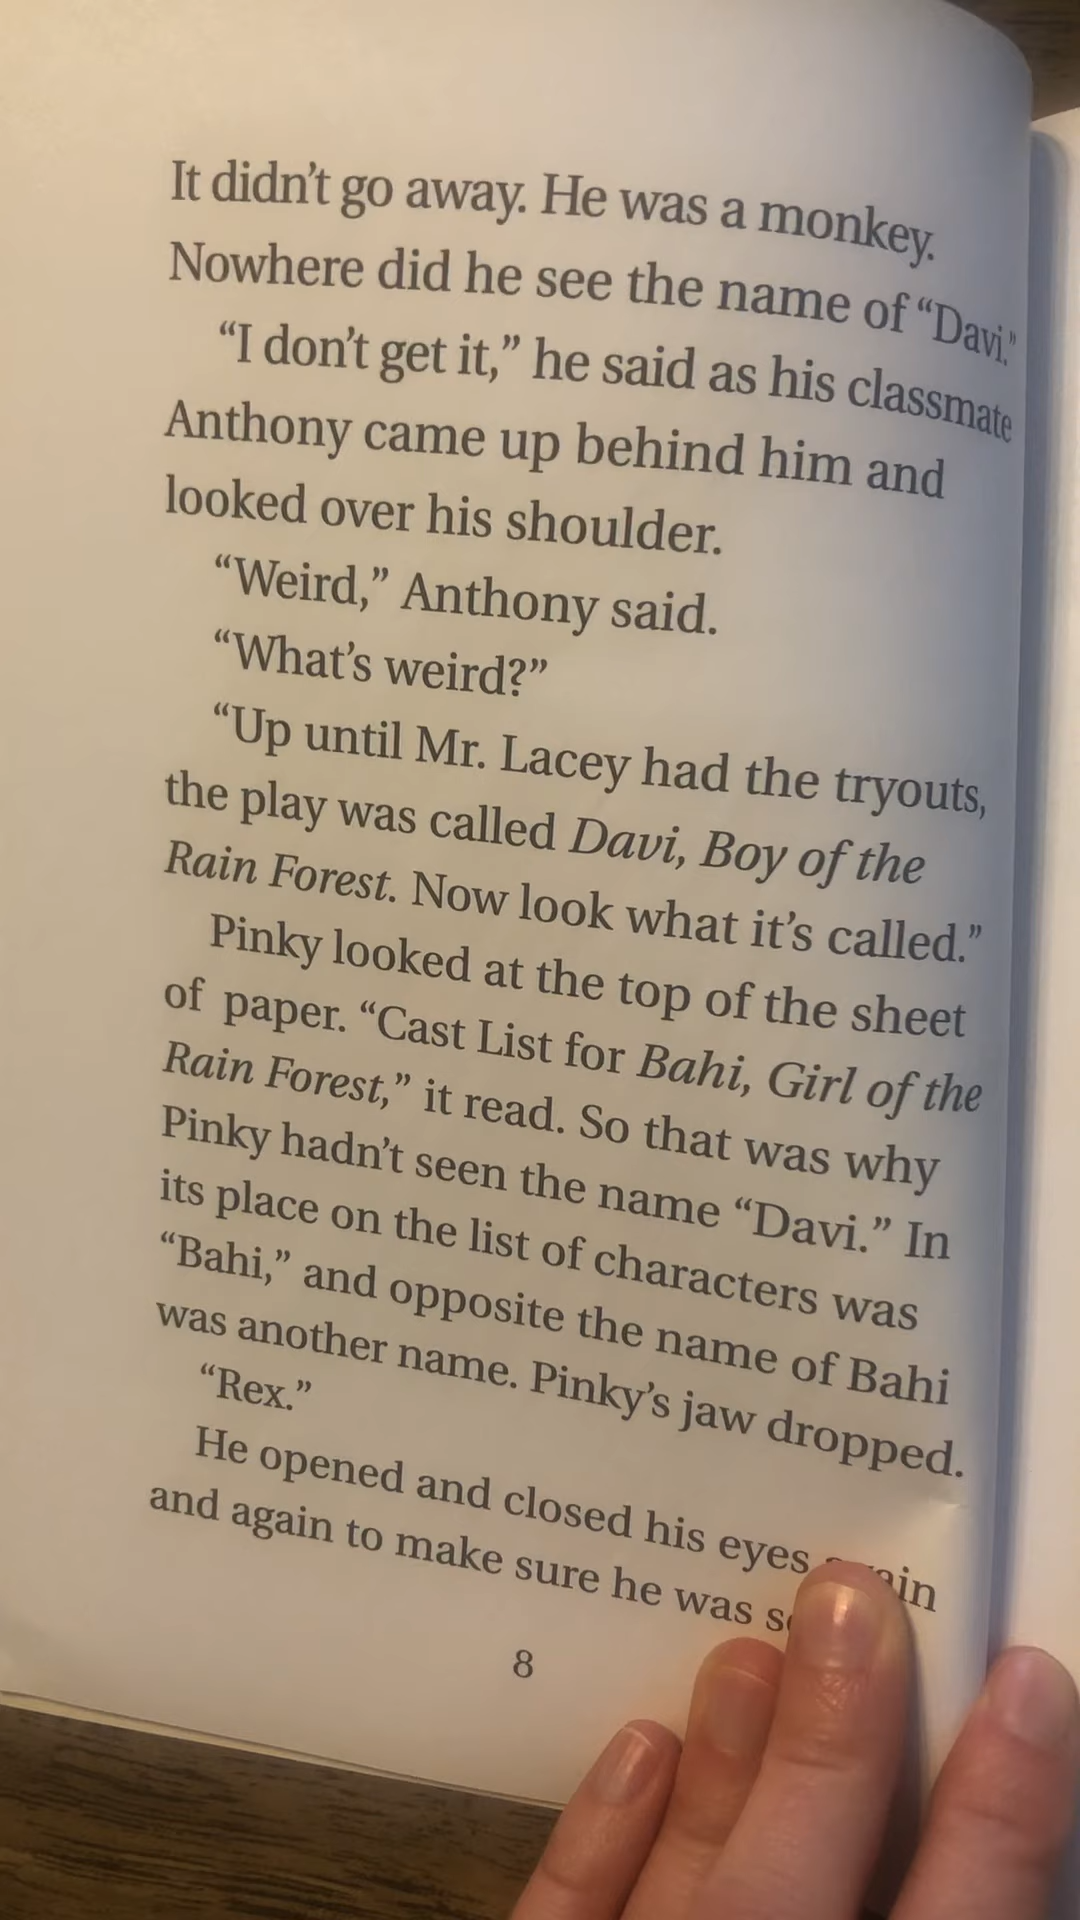 It didn’t go away. He was a monkey.
Nowhere did he see the name of “Davi.”
“I don’t get it,” he said as his classmate
Anthony came up behind him and
looked over his shoulder.
“Weird,” Anthony said.
“What’s weird?”
“Up until Mr. Lacey had the tryouts,
the play was called Davi, Boy of the
Rain Forest. Now look what it’s called.”
Pinky looked at the top of the sheet
of paper. “Cast List for Bahi, Girl of the
Rain Forest,” it read. So that was why
Pinky hadn’t seen the name “Davi.” In
its place on the list of characters was
“Bahi,” and opposite the name of Bahi
was another name. Pinky’s jaw dropped.
“Rex.”
He opened and closed his eyes again
and again to make sure he was
8